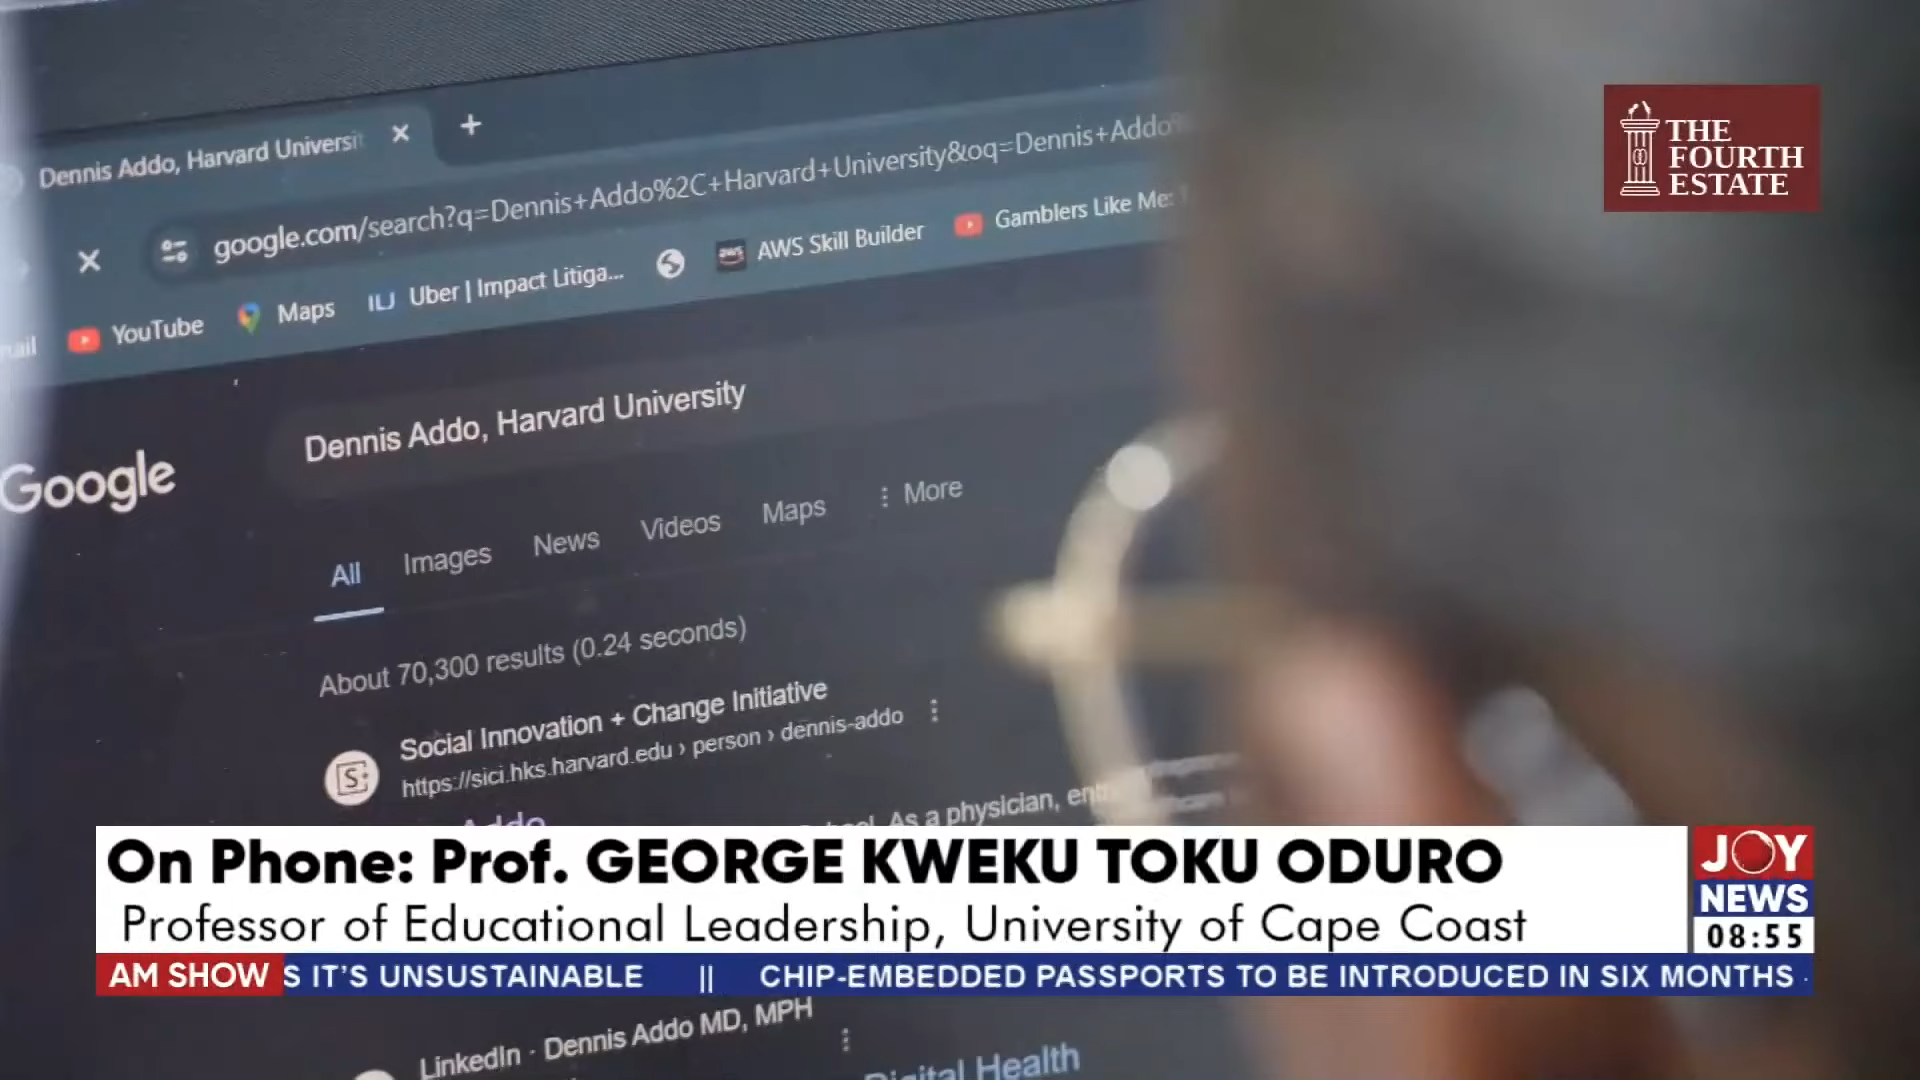 Dennis Addo, Harvard Universit
google.com/search?q=Dennis+Addo%2C+Harvard+University&oq=Dennis+Addo%
YouTube
Maps
Uber | Impact Litiga...
AWS Skill Builder
Gamblers Like Me:
THE
FOURTH
ESTATE
Google
Dennis Addo, Harvard University
All
Images
News
Videos
Maps
More
About 70,300 results (0.24 seconds)
Social Innovation + Change Initiative
https://sici.hks.harvard.edu › person › dennis-addo
Addo
As a physician,
On Phone: Prof. GEORGE KWEKU TOKU ODURO
Professor of Educational Leadership, University of Cape Coast
JOY
NEWS
08:55
AM SHOW
S IT'S UNSUSTAINABLE || CHIP-EMBEDDED PASSPORTS TO BE INTRODUCED IN SIX MONTHS
LinkedIn · Dennis Addo MD, MPH
Digital Health